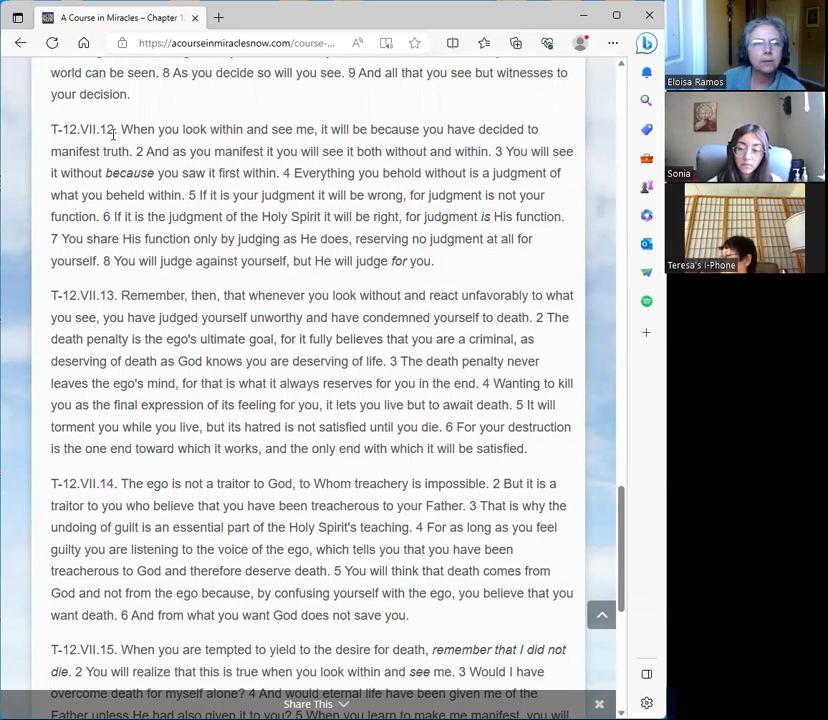 A Course in Miracles – Chapter 1
https://acourseinmiraclesnow.com/course-...
world can be seen. 8 As you decide so will you see. 9 And all that you see but witnesses to
your decision.
T-12.VII.12. When you look within and see me, it will be because you have decided to
manifest truth. 2 And as you manifest it you will see it both without and within. 3 You will see
it without because you saw it first within. 4 Everything you behold without is a judgment of
what you beheld within. 5 If it is your judgment it will be wrong, for judgment is not your
function. 6 If it is the judgment of the Holy Spirit it will be right, for judgment is His function.
7 You share His function only by judging as He does, reserving no judgment at all for
yourself. 8 You will judge against yourself, but He will judge for you.
T-12.VII.13. Remember, then, that whenever you look without and react unfavorably to what
you see, you have judged yourself unworthy and have condemned yourself to death. 2 The
death penalty is the ego's ultimate goal, for it fully believes that you are a criminal, as
deserving of death as God knows you are deserving of life. 3 The death penalty never
leaves the ego's mind, for that is what it always reserves for you in the end. 4 Wanting to kill
you as the final expression of its feeling for you, it lets you live but to await death. 5 It will
torment you while you live, but its hatred is not satisfied until you die. 6 For your destruction
is the one end toward which it works, and the only end with which it will be satisfied.
T-12.VII.14. The ego is not a traitor to God, to Whom treachery is impossible. 2 But it is a
traitor to you who believe that you have been treacherous to your Father. 3 That is why the
undoing of guilt is an essential part of the Holy Spirit's teaching. 4 For as long as you feel
guilty you are listening to the voice of the ego, which tells you that you have been
treacherous to God and therefore deserve death. 5 You will think that death comes from
God and not from the ego because, by confusing yourself with the ego, you believe that you
want death. 6 And from what you want God does not save you.
T-12.VII.15. When you are tempted to yield to the desire for death, remember that I did not
die. 2 You will realize that this is true when you look within and see me. 3 Would I have
overcome death for myself alone? 4 And would eternal life have been given me of the
Father unless He had also given it to you? 5 When you learn to make me manifest, you will
Share This
Eloisa Ramos
Sonia
Teresa's I-Phone